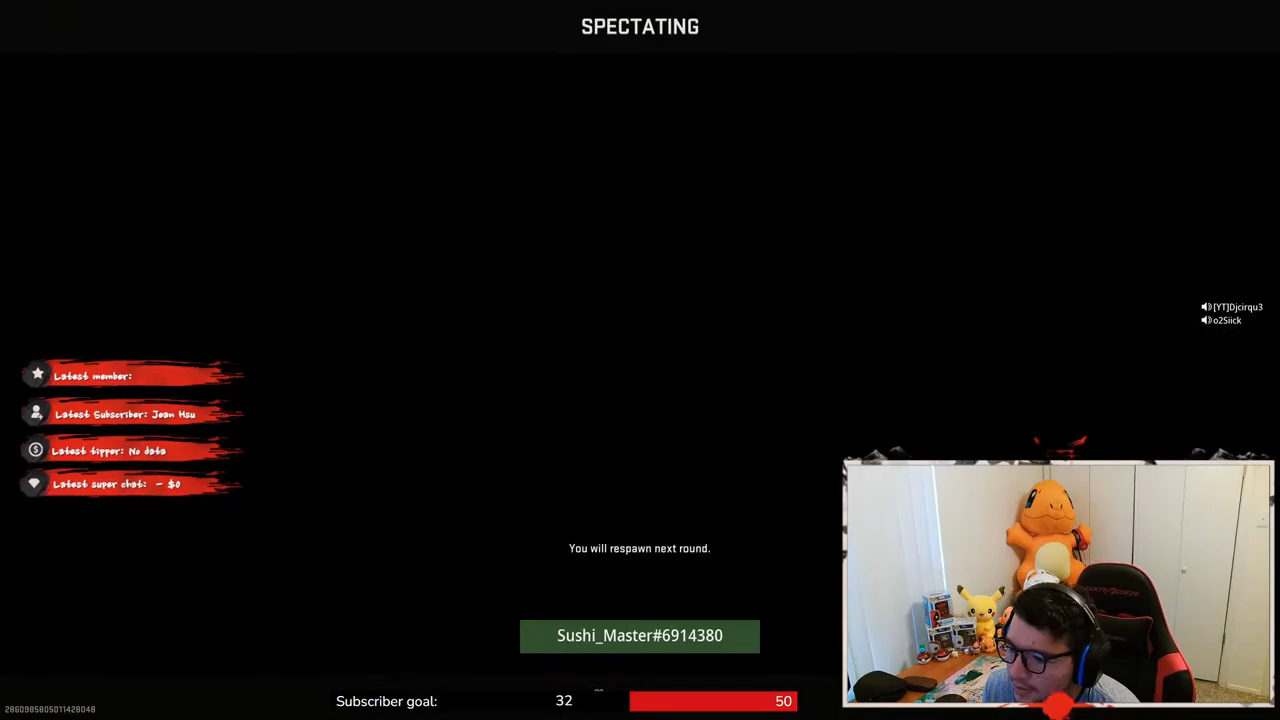 SPECTATING
[YT]Djcirqu3
o2Siick
Latest member:
Latest Subscriber: Jean Hsu
Latest tipper: No data
Latest super chat: - $0
You will respawn next round.
Sushi_Master#6914380
Subscriber goal: 32 50
2860985805011428048